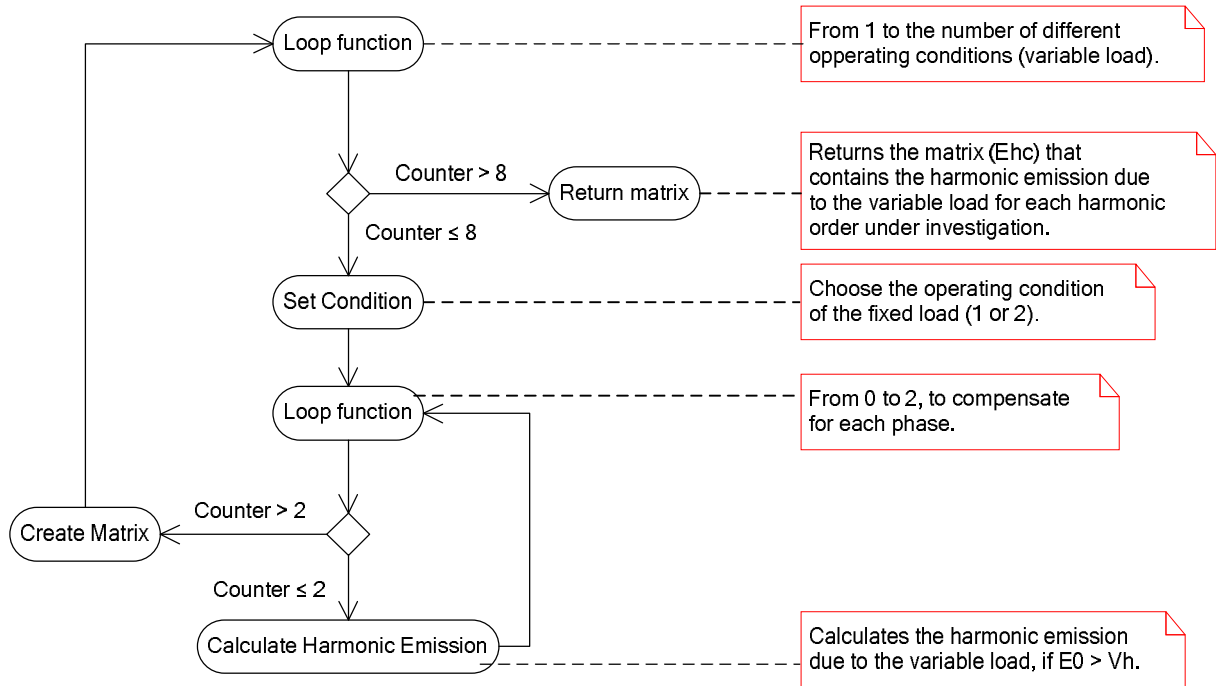 Loop function
From 1 to the number of different
opperating conditions (variable load).
Counter > 8
Return matrix
Returns the matrix (Ehc) that
contains the harmonic emission due
to the variable load for each harmonic
order under investigation.
Counter ≤ 8
Set Condition
Choose the operating condition
of the fixed load (1 or 2).
Loop function
From 0 to 2, to compensate
for each phase.
Counter > 2
Create Matrix
Counter ≤ 2
Calculate Harmonic Emission
Calculates the harmonic emission
due to the variable load, if E0 > Vh.